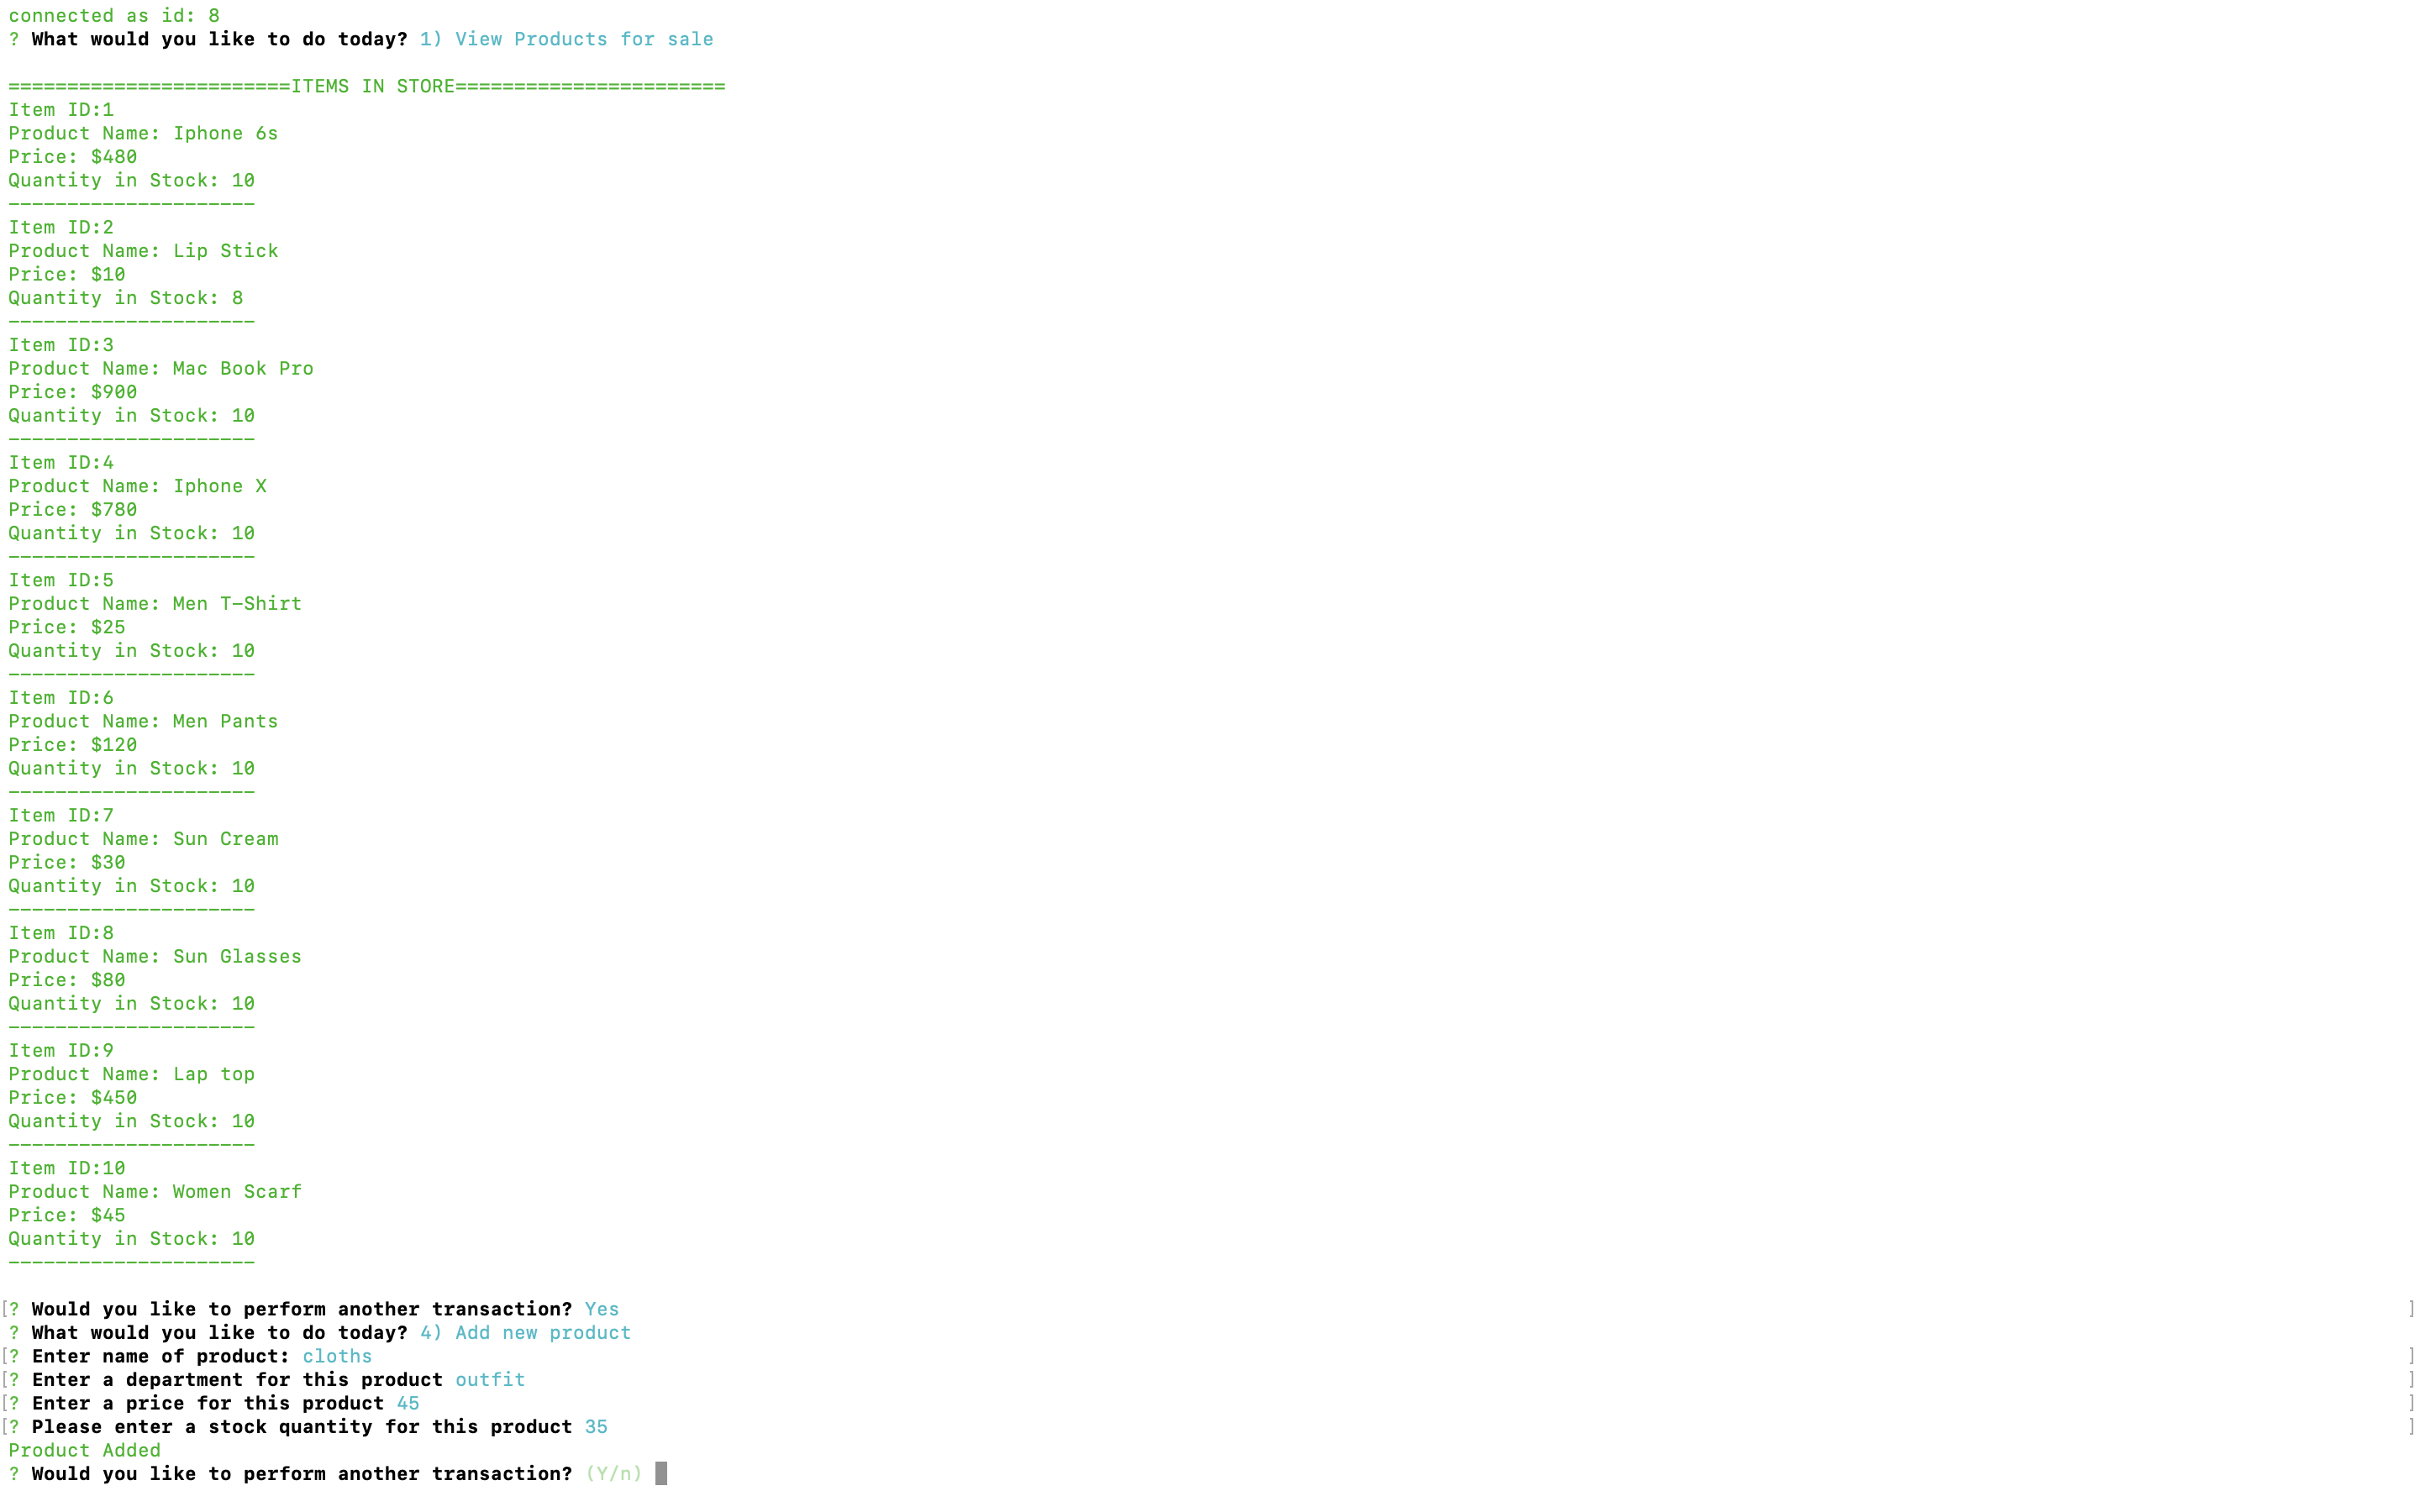 connected as id: 8
? What would you like to do today? 1) View Products for sale
========================ITEMS IN STORE=======================
Item ID:1
Product Name: Iphone 6s
Price: $480
Quantity in Stock: 10
---------------------
Item ID:2
Product Name: Lip Stick
Price: $10
Quantity in Stock: 8
---------------------
Item ID:3
Product Name: Mac Book Pro
Price: $900
Quantity in Stock: 10
---------------------
Item ID:4
Product Name: Iphone X
Price: $780
Quantity in Stock: 10
---------------------
Item ID:5
Product Name: Men T-Shirt
Price: $25
Quantity in Stock: 10
---------------------
Item ID:6
Product Name: Men Pants
Price: $120
Quantity in Stock: 10
---------------------
Item ID:7
Product Name: Sun Cream
Price: $30
Quantity in Stock: 10
---------------------
Item ID:8
Product Name: Sun Glasses
Price: $80
Quantity in Stock: 10
---------------------
Item ID:9
Product Name: Lap top
Price: $450
Quantity in Stock: 10
---------------------
Item ID:10
Product Name: Women Scarf
Price: $45
Quantity in Stock: 10
---------------------
[? Would you like to perform another transaction? Yes ]
? What would you like to do today? 4) Add new product
[? Enter name of product: cloths ]
[? Enter a department for this product outfit ]
[? Enter a price for this product 45 ]
[? Please enter a stock quantity for this product 35 ]
Product Added
? Would you like to perform another transaction? (Y/n)